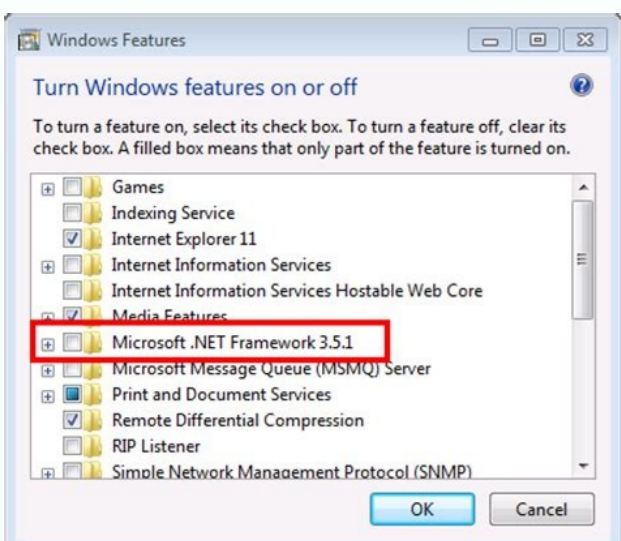 Windows Features
Turn Windows features on or off
To turn a feature on, select its check box. To turn a feature off, clear its
check box. A filled box means that only part of the feature is turned on.
Games
Indexing Service
Internet Explorer 11
Internet Information Services
Internet Information Services Hostable Web Core
Media Features
Microsoft .NET Framework 3.5.1
Microsoft Message Queue (MSMQ) Server
Print and Document Services
Remote Differential Compression
RIP Listener
Simple Network Management Protocol (SNMP)
OK Cancel